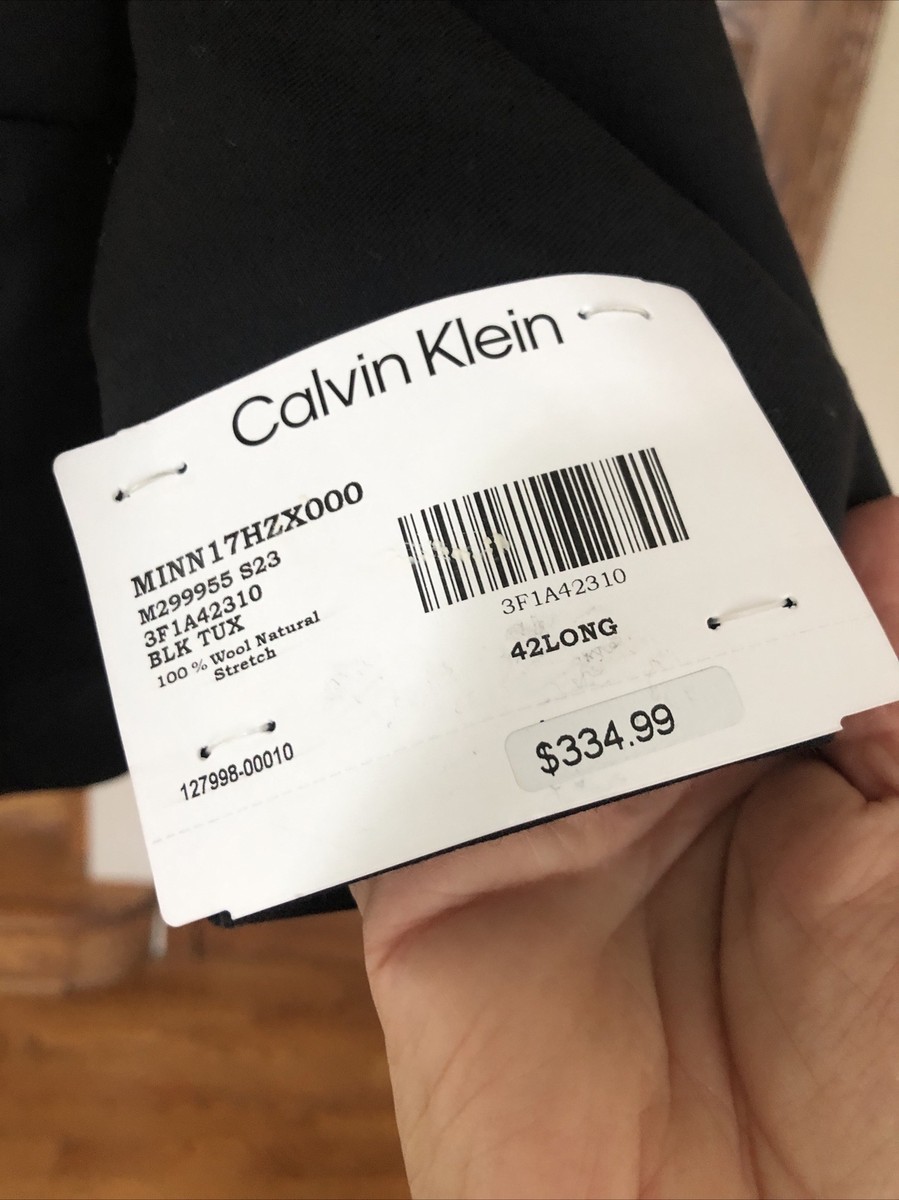 Calvin Klein
MINN17HZX000
M299955 S23
3F1A42310
BLK TUX
100 % Wool Natural
Stretch
127998-00010
3F1A42310
42LONG
$334.99